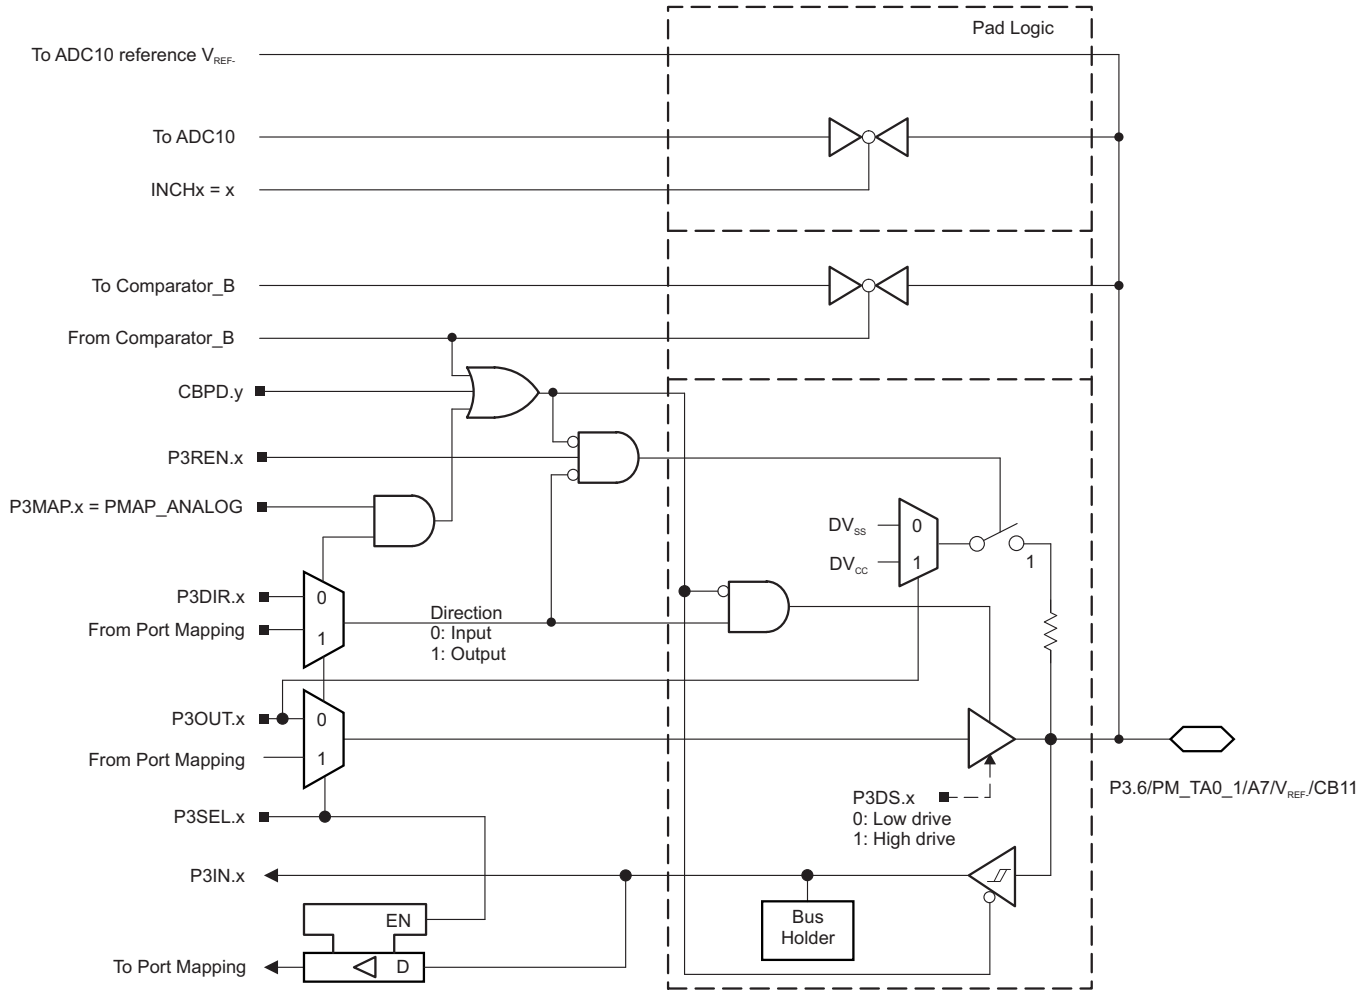 Pad Logic
To ADC10 reference VREF-
To ADC10
INCHx = x
To Comparator_B
From Comparator_B
CBPD.y
P3REN.x
P3MAP.x = PMAP_ANALOG
DVSS
0
DVCC
1
1
P3DIR.x
0
From Port Mapping
1
Direction
0: Input
1: Output
P3OUT.x
0
From Port Mapping
1
P3DS.x
0: Low drive
1: High drive
P3.6/PM_TA0_1/A7/VREF-/CB11
P3SEL.x
P3IN.x
EN
Bus
Holder
To Port Mapping
D